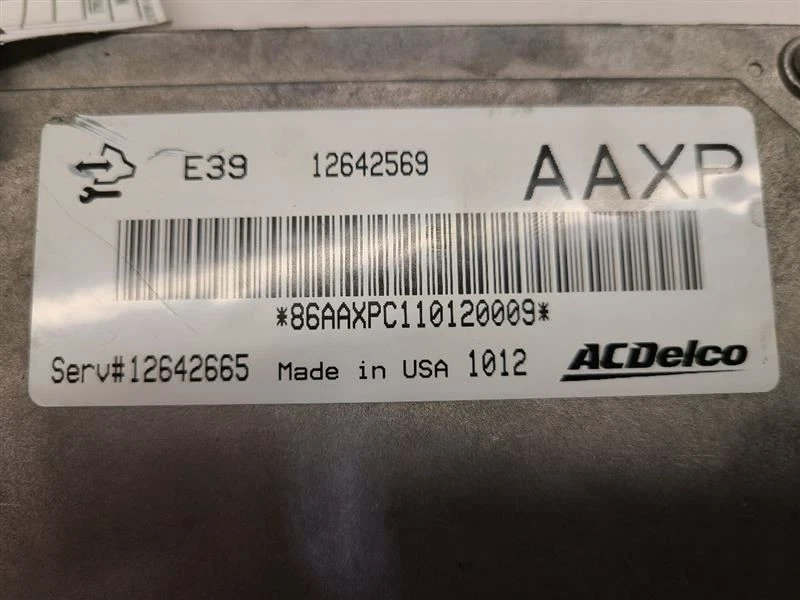 E39 12642569 AAXP
*86AAXPC110120009*
Serv#12642665 Made in USA 1012 ACDelco